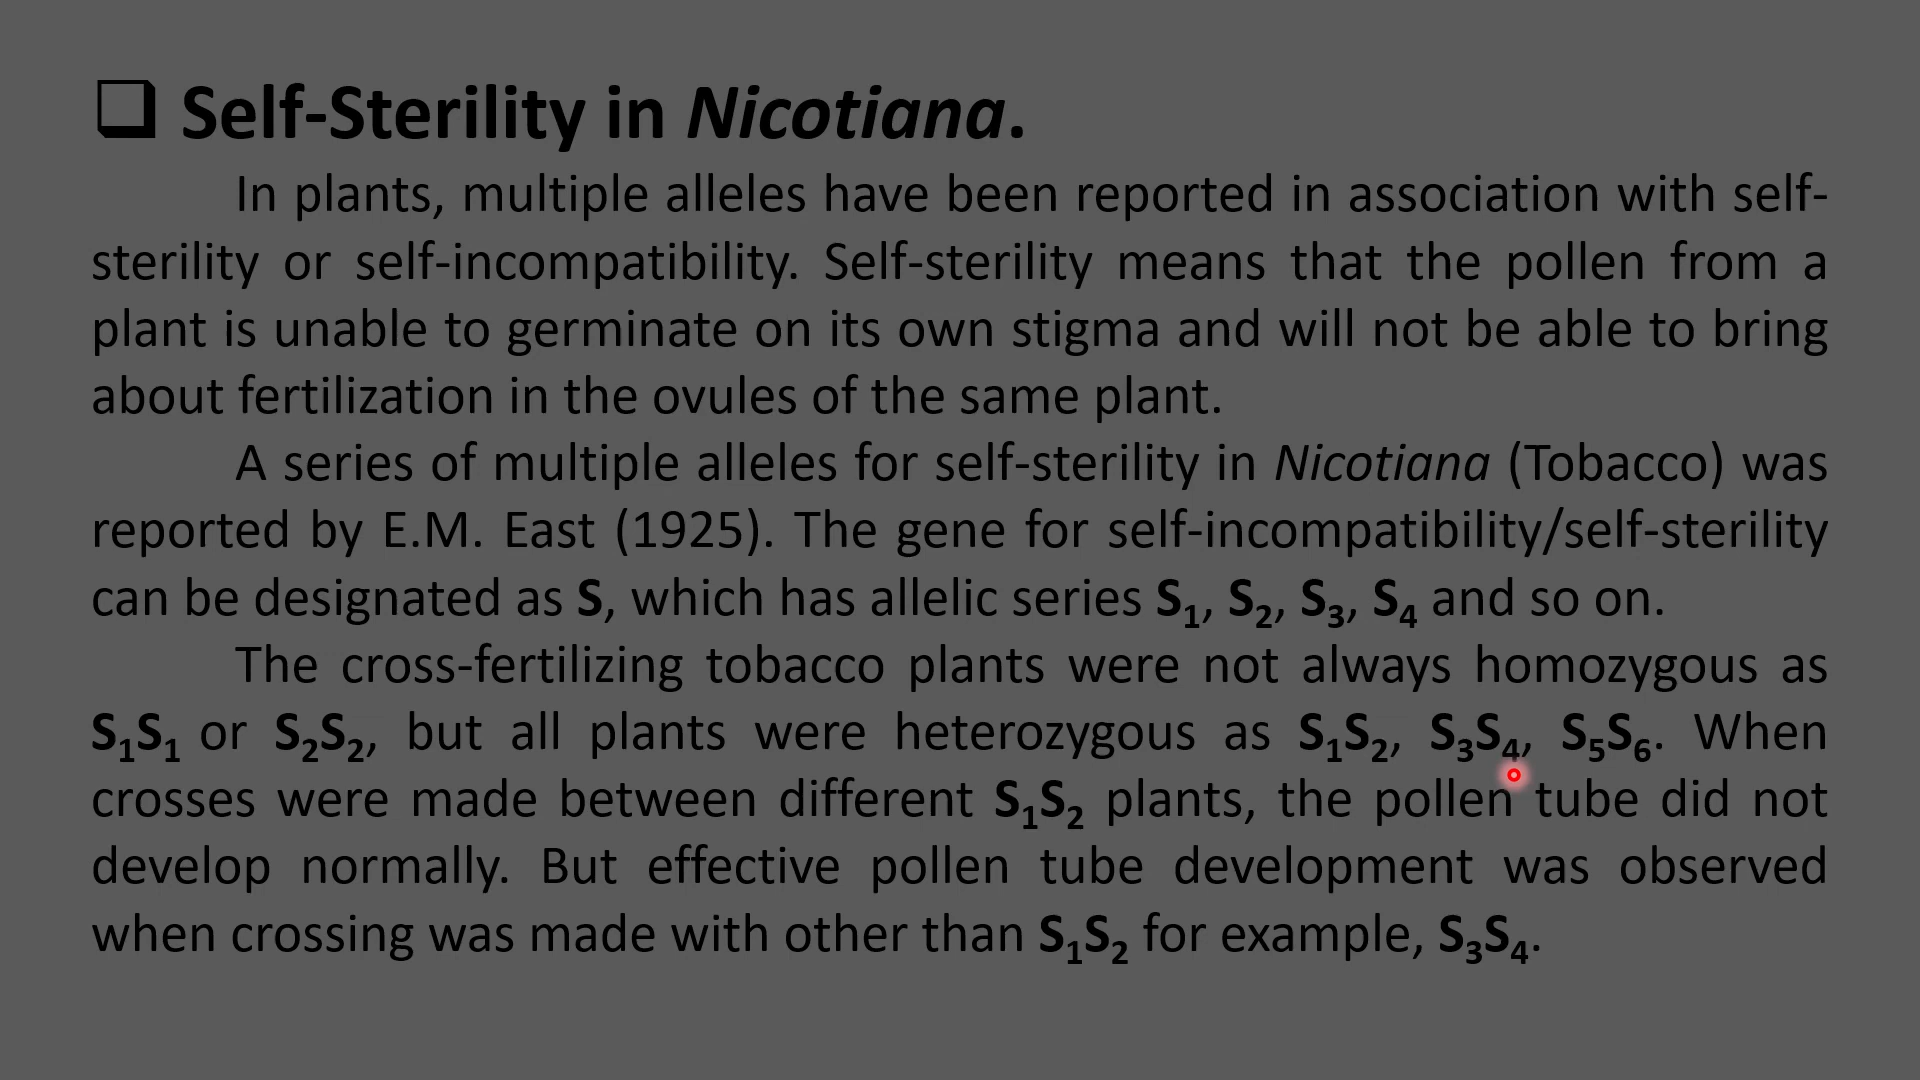 ❑ Self-Sterility in Nicotiana.
In plants, multiple alleles have been reported in association with self-
sterility or self-incompatibility. Self-sterility means that the pollen from a
plant is unable to germinate on its own stigma and will not be able to bring
about fertilization in the ovules of the same plant.
A series of multiple alleles for self-sterility in Nicotiana (Tobacco) was
reported by E.M. East (1925). The gene for self-incompatibility/self-sterility
can be designated as S, which has allelic series S₁, S₂, S₃, S₄ and so on.
The cross-fertilizing tobacco plants were not always homozygous as
S₁S₁ or S₂S₂, but all plants were heterozygous as S₁S₂, S₃S₄, S₅S₆. When
crosses were made between different S₁S₂ plants, the pollen tube did not
develop normally. But effective pollen tube development was observed
when crossing was made with other than S₁S₂ for example, S₃S₄.